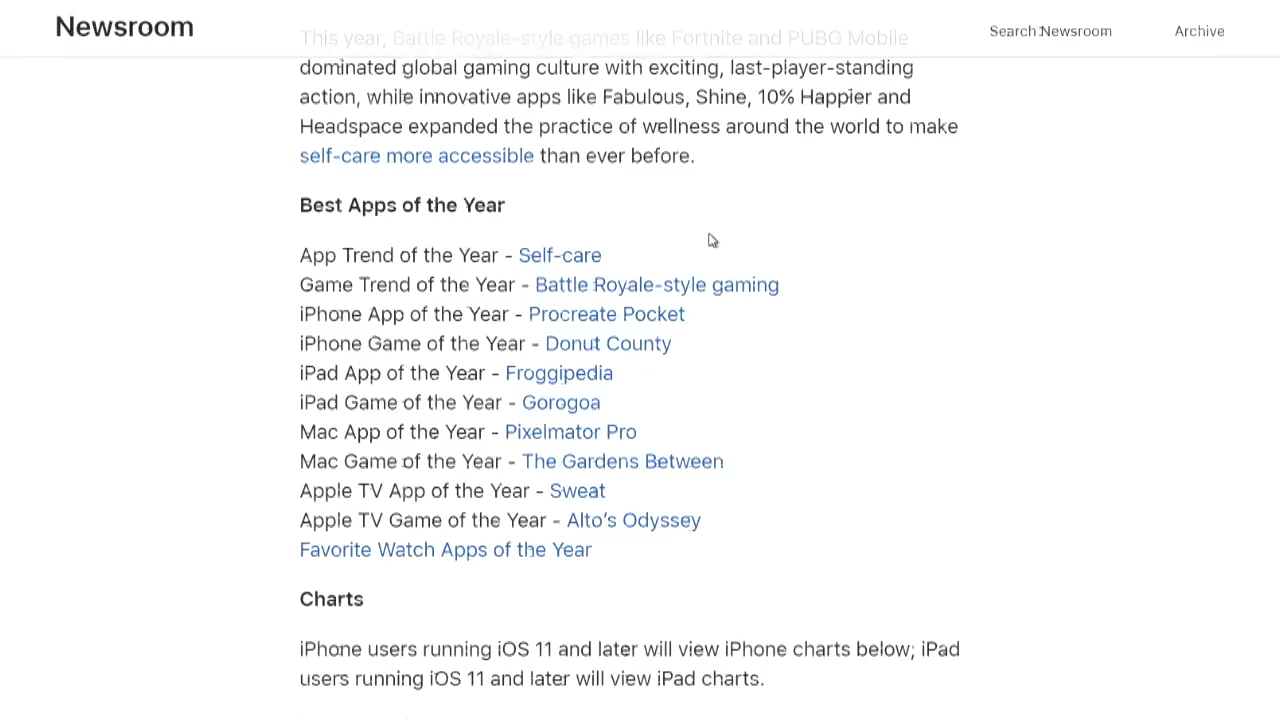 Newsroom
Search Newsroom
Archive
This year, Battle Royale-style games like Fortnite and PUBG Mobile
dominated global gaming culture with exciting, last-player-standing
action, while innovative apps like Fabulous, Shine, 10% Happier and
Headspace expanded the practice of wellness around the world to make
self-care more accessible than ever before.
Best Apps of the Year
App Trend of the Year - Self-care
Game Trend of the Year - Battle Royale-style gaming
iPhone App of the Year - Procreate Pocket
iPhone Game of the Year - Donut County
iPad App of the Year - Froggipedia
iPad Game of the Year - Gorogoa
Mac App of the Year - Pixelmator Pro
Mac Game of the Year - The Gardens Between
Apple TV App of the Year - Sweat
Apple TV Game of the Year - Alto's Odyssey
Favorite Watch Apps of the Year
Charts
iPhone users running iOS 11 and later will view iPhone charts below; iPad
users running iOS 11 and later will view iPad charts.